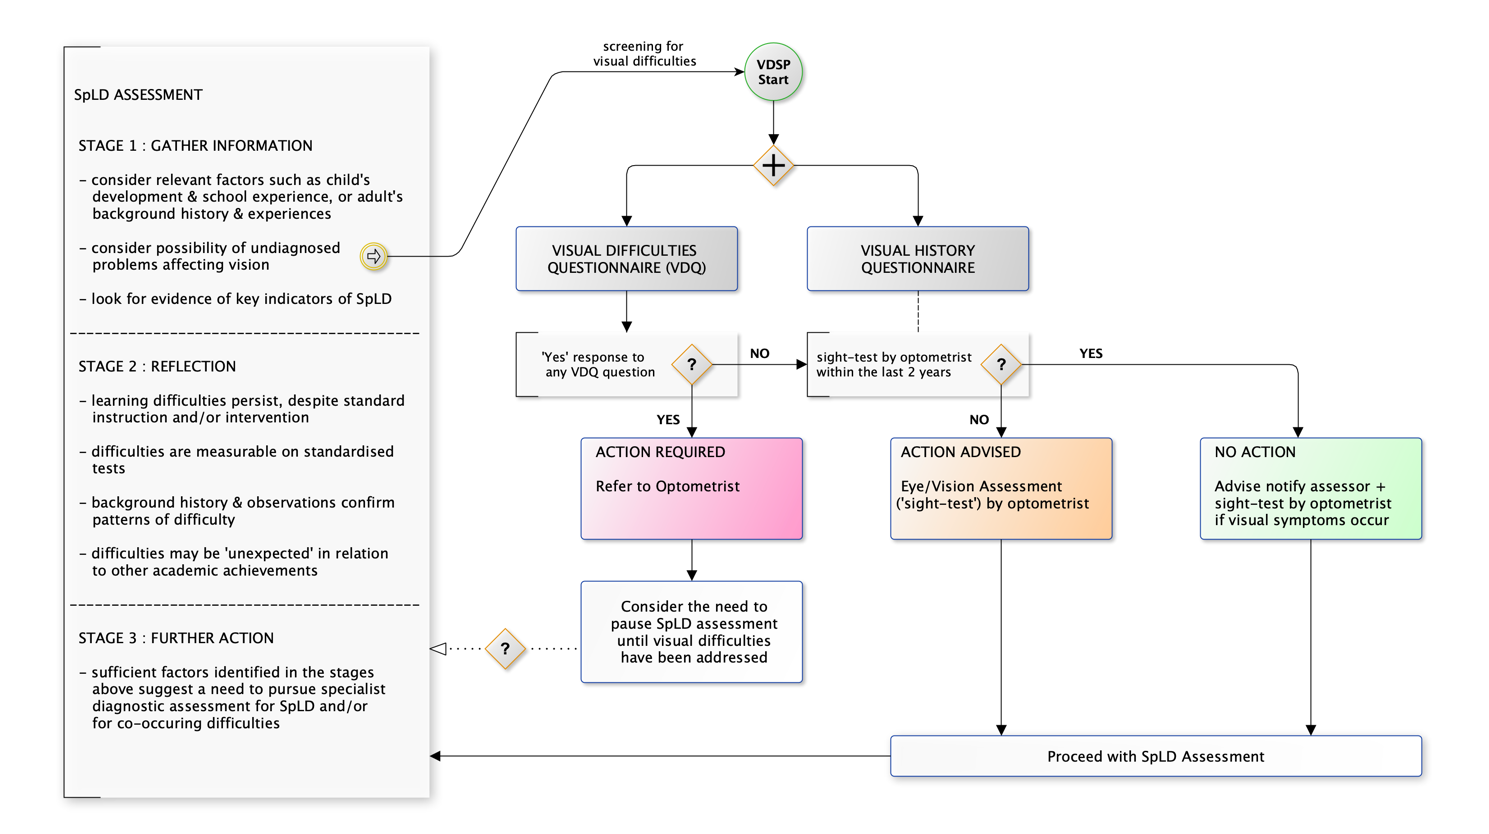 SpLD ASSESSMENT
STAGE 1 : GATHER INFORMATION
– consider relevant factors such as child's
development & school experience, or adult's
background history & experiences
– consider possibility of undiagnosed
problems affecting vision
– look for evidence of key indicators of SpLD
STAGE 2 : REFLECTION
– learning difficulties persist, despite standard
instruction and/or intervention
– difficulties are measurable on standardised
tests
– background history & observations confirm
patterns of difficulty
– difficulties may be 'unexpected' in relation
to other academic achievements
STAGE 3 : FURTHER ACTION
– sufficient factors identified in the stages
above suggest a need to pursue specialist
diagnostic assessment for SpLD and/or
for co-occuring difficulties
screening for
visual difficulties
VDSP
Start
VISUAL DIFFICULTIES
QUESTIONNAIRE (VDQ)
VISUAL HISTORY
QUESTIONNAIRE
'Yes' response to
any VDQ question
?
NO
sight-test by optometrist
within the last 2 years
?
YES
YES
NO
ACTION REQUIRED
Refer to Optometrist
ACTION ADVISED
Eye/Vision Assessment
('sight-test') by optometrist
NO ACTION
Advise notify assessor +
sight-test by optometrist
if visual symptoms occur
Consider the need to
pause SpLD assessment
until visual difficulties
have been addressed
?
Proceed with SpLD Assessment